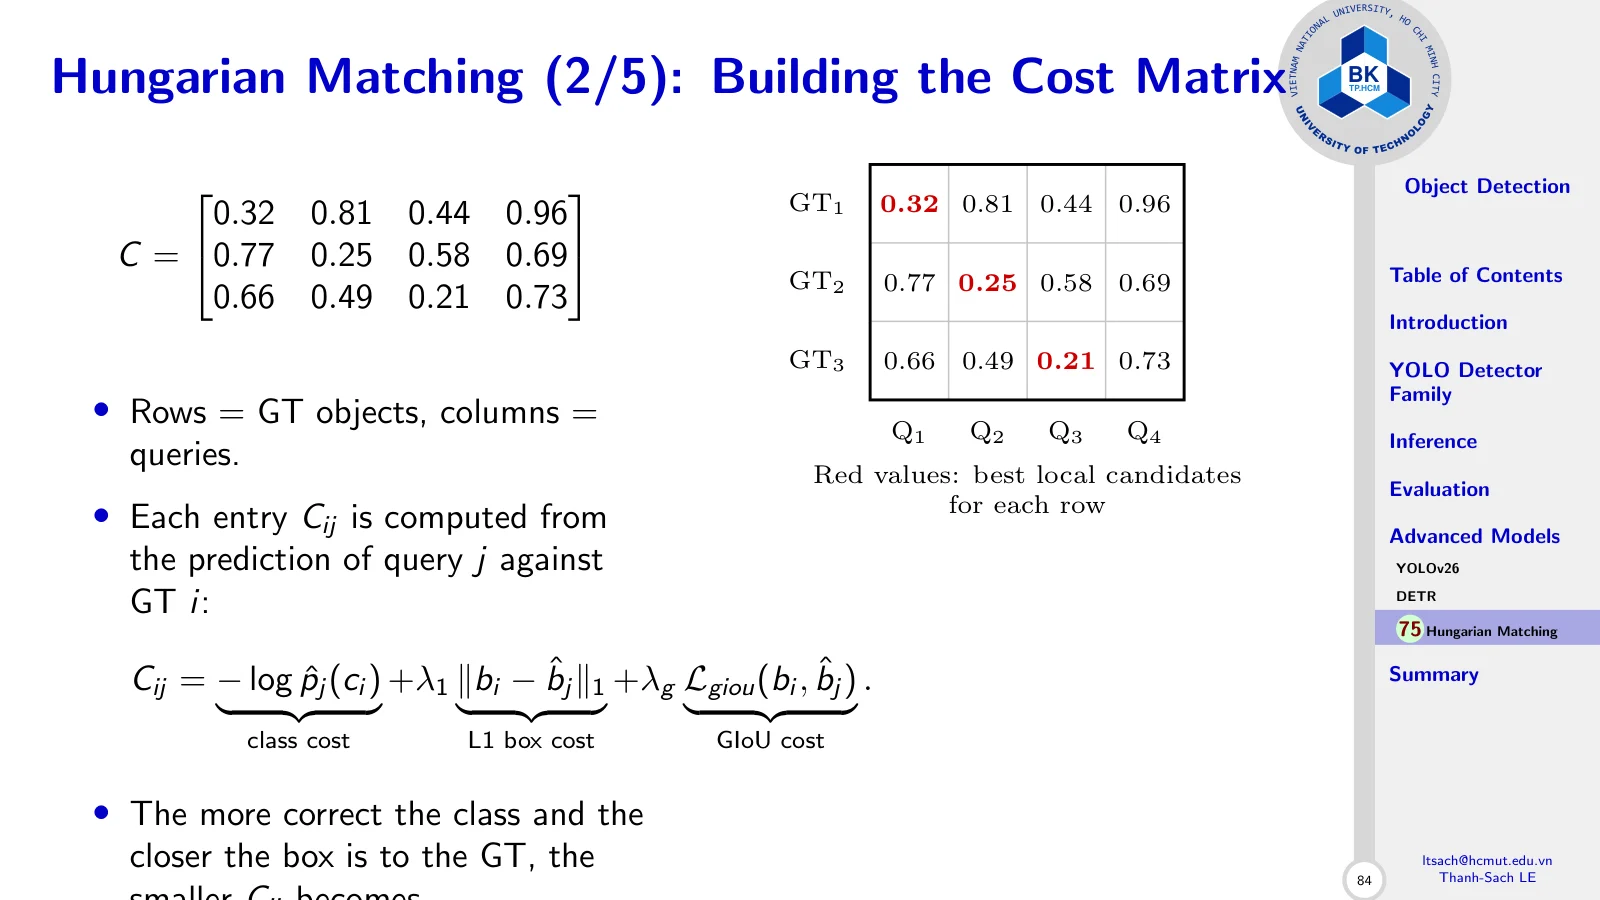 Hungarian Matching (2/5): Building the Cost Matrix
C =
0.32 0.81 0.44 0.96
0.77 0.25 0.58 0.69
0.66 0.49 0.21 0.73
• Rows = GT objects, columns =
queries.
• Each entry Cij is computed from
the prediction of query j against
GT i:
Cij = − log p̂j(ci) + λ1 ‖bi − b̂j‖1 + λg ℒgiou(bi, b̂j).
class cost L1 box cost GIoU cost
• The more correct the class and the
closer the box is to the GT, the
smaller Cij becomes
GT1 0.32 0.81 0.44 0.96
GT2 0.77 0.25 0.58 0.69
GT3 0.66 0.49 0.21 0.73
Q1 Q2 Q3 Q4
Red values: best local candidates
for each row
VIETNAM NATIONAL UNIVERSITY, HO CHI MINH CITY
BK
TP.HCM
UNIVERSITY OF TECHNOLOGY
Object Detection
Table of Contents
Introduction
YOLO Detector
Family
Inference
Evaluation
Advanced Models
YOLOv26
DETR
75 Hungarian Matching
Summary
ltsach@hcmut.edu.vn
Thanh-Sach LE
84